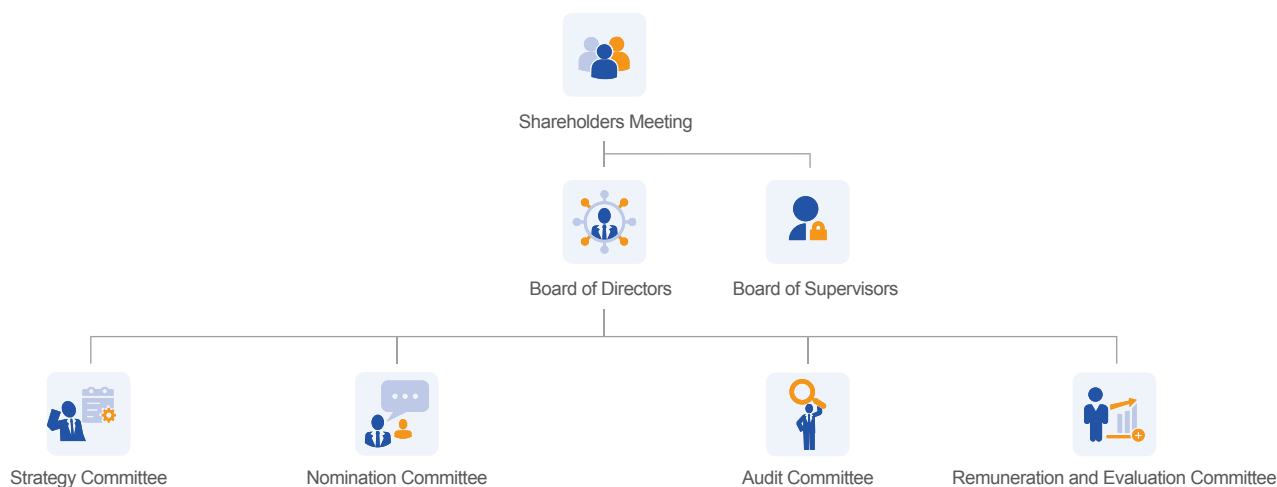 Shareholders Meeting
Board of Directors
Board of Supervisors
Strategy Committee
Nomination Committee
Audit Committee
Remuneration and Evaluation Committee